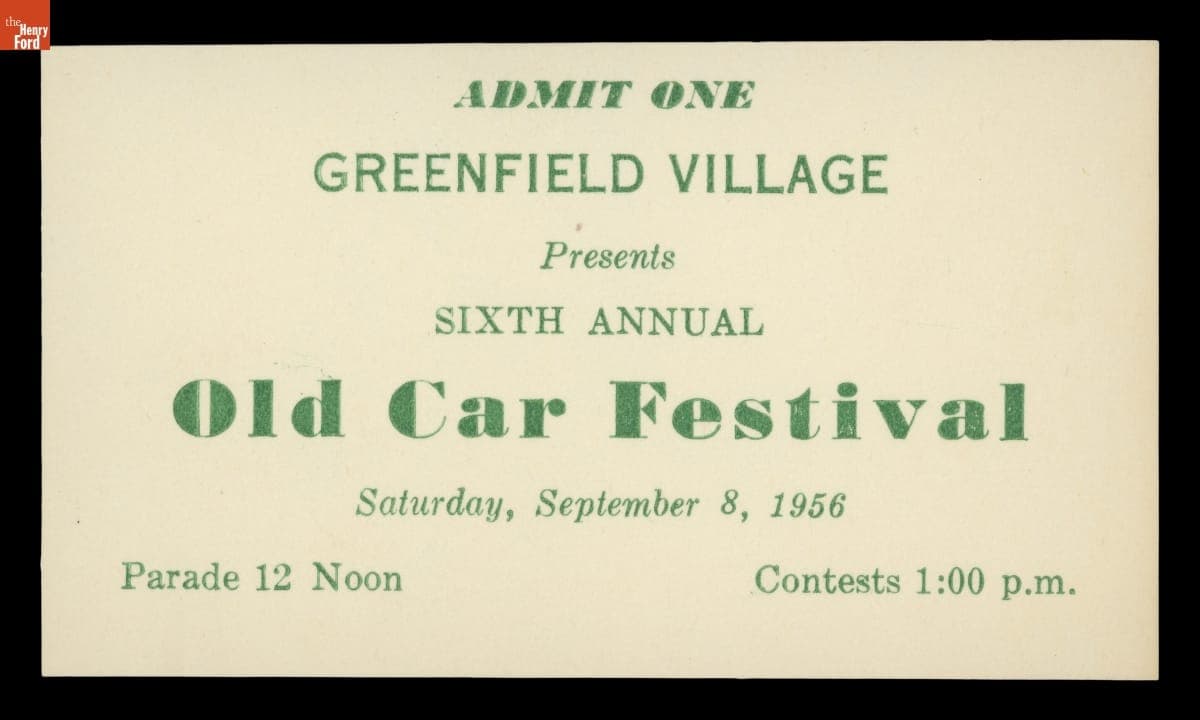 the
Henry
Ford
ADMIT ONE
GREENFIELD VILLAGE
Presents
SIXTH ANNUAL
Old Car Festival
Saturday, September 8, 1956
Parade 12 Noon Contests 1:00 p.m.